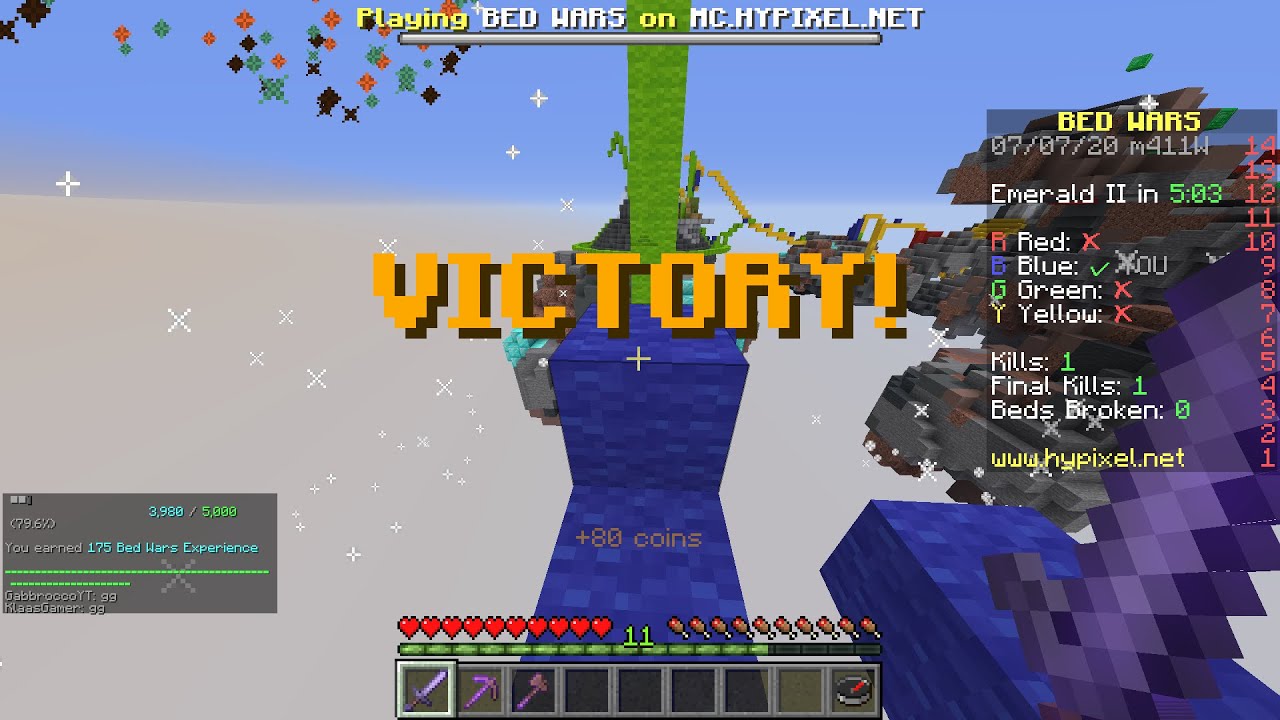 Playing BED WARS on MC.HYPIXEL.NET
BED WARS
07/07/20 m411W 14
13
Emerald II in 5:03 12
11
R Red: ✗ 10
B Blue: ✓ YOU 9
G Green: ✗ 8
Y Yellow: ✗ 7
6
Kills: 1 5
Final Kills: 1 4
Beds Broken: 0 3
2
www.hypixel.net 1
VICTORY!
+80 coins
3,980 / 5,000
(79.6%)
You earned 175 Bed Wars Experience
GabbroccoYT: gg
KlaasGamer: gg
11